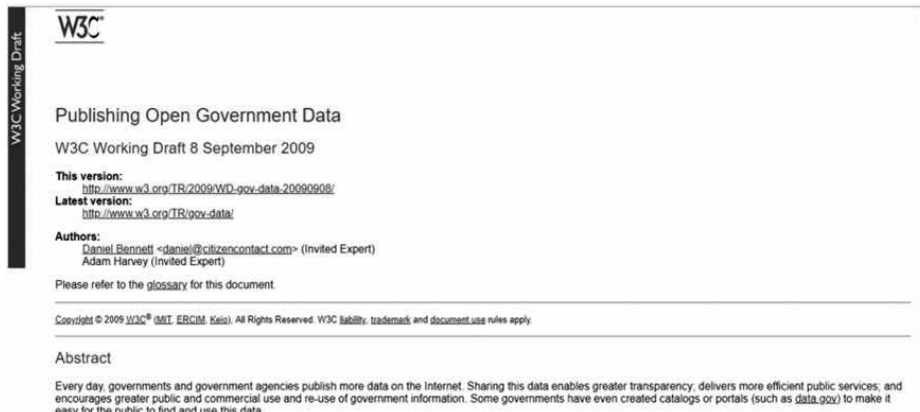 W3C Working Draft
W3C®
Publishing Open Government Data
W3C Working Draft 8 September 2009
This version:
http://www.w3.org/TR/2009/WD-gov-data-20090908/
Latest version:
http://www.w3.org/TR/gov-data/
Authors:
Daniel Bennett <daniel@citizencontact.com> (Invited Expert)
Adam Harvey (Invited Expert)
Please refer to the glossary for this document.
Copyright © 2009 W3C® (MIT, ERCIM, Keio), All Rights Reserved. W3C liability, trademark and document use rules apply.
Abstract
Every day, governments and government agencies publish more data on the Internet. Sharing this data enables greater transparency; delivers more efficient public services; and
encourages greater public and commercial use and re-use of government information. Some governments have even created catalogs or portals (such as data.gov) to make it
easy for the public to find and use this data.